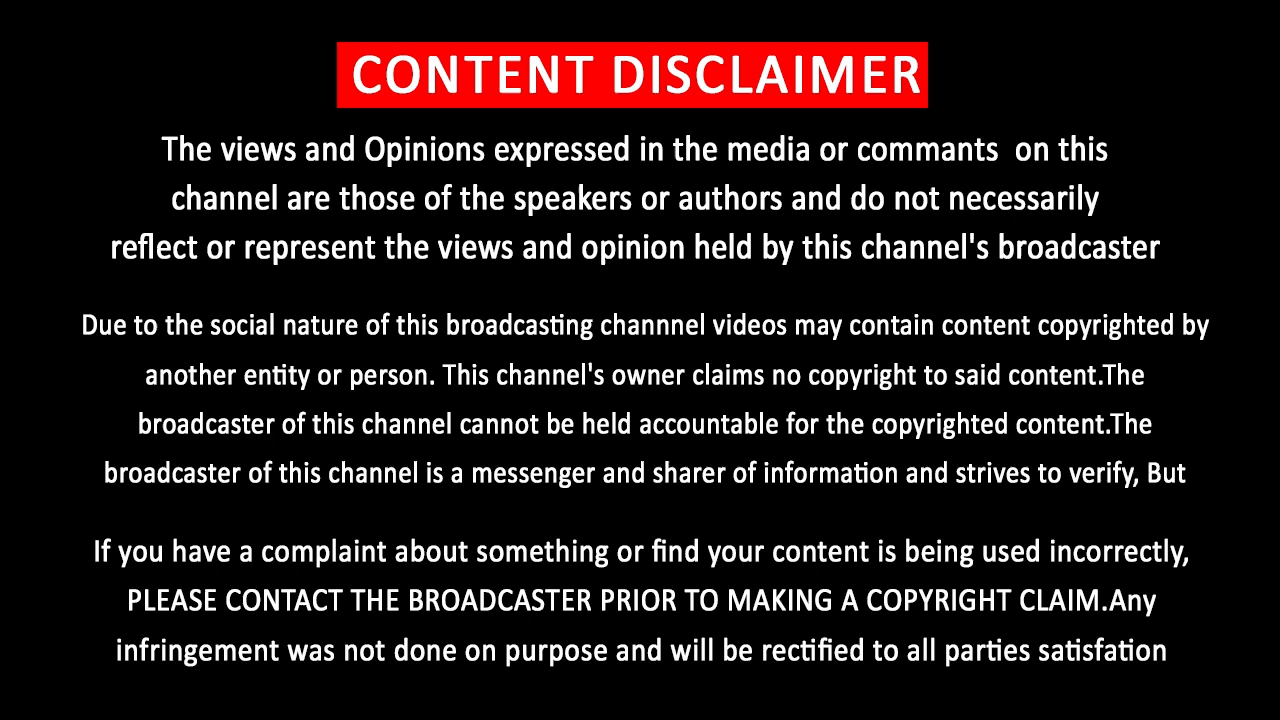 CONTENT DISCLAIMER
The views and Opinions expressed in the media or commants  on this
channel are those of the speakers or authors and do not necessarily
reflect or represent the views and opinion held by this channel's broadcaster
Due to the social nature of this broadcasting channnel videos may contain content copyrighted by
another entity or person. This channel's owner claims no copyright to said content.The
broadcaster of this channel cannot be held accountable for the copyrighted content.The
broadcaster of this channel is a messenger and sharer of information and strives to verify, But
If you have a complaint about something or find your content is being used incorrectly,
PLEASE CONTACT THE BROADCASTER PRIOR TO MAKING A COPYRIGHT CLAIM.Any
infringement was not done on purpose and will be rectified to all parties satisfation